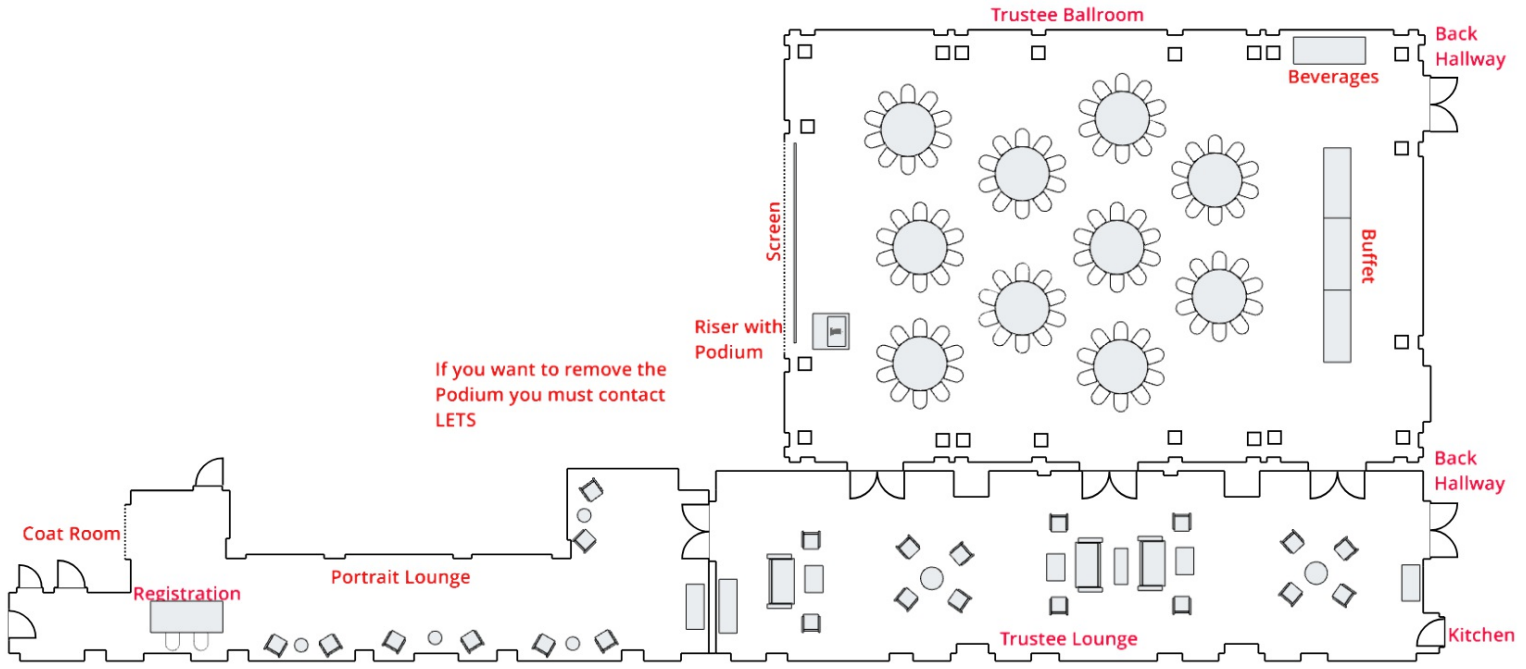 Trustee Ballroom
Back
Hallway
Beverages
Screen
Buffet
Riser with
Podium
If you want to remove the
Podium you must contact
LETS
Back
Hallway
Coat Room
Portrait Lounge
Registration
Trustee Lounge
Kitchen